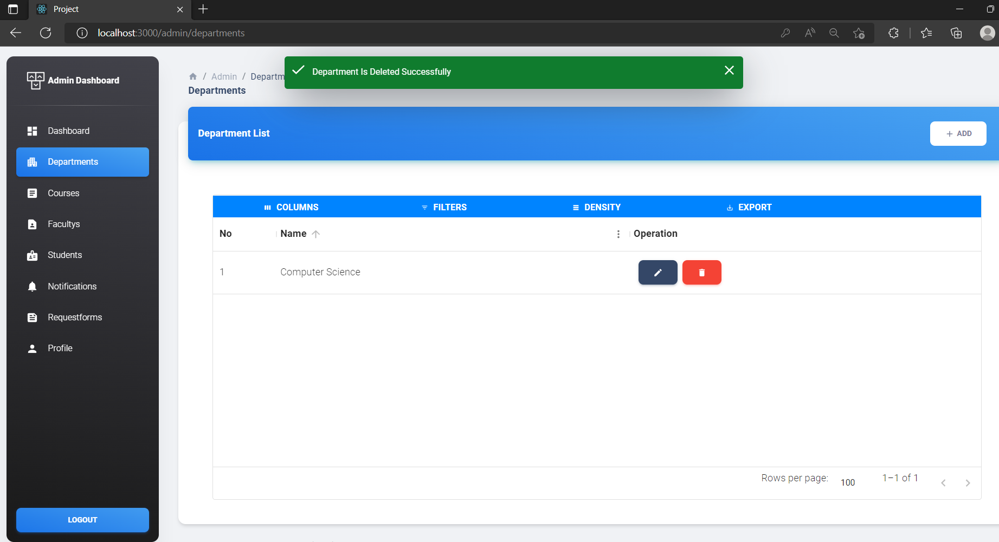 Project
localhost:3000/admin/departments
Admin Dashboard
Dashboard
Departments
Courses
Facultys
Students
Notifications
Requestforms
Profile
LOGOUT
/ Admin / Departm
Department Is Deleted Successfully
Departments
Department List
+ ADD
COLUMNS FILTERS DENSITY EXPORT
No Name Operation
1 Computer Science
Rows per page: 100 1–1 of 1